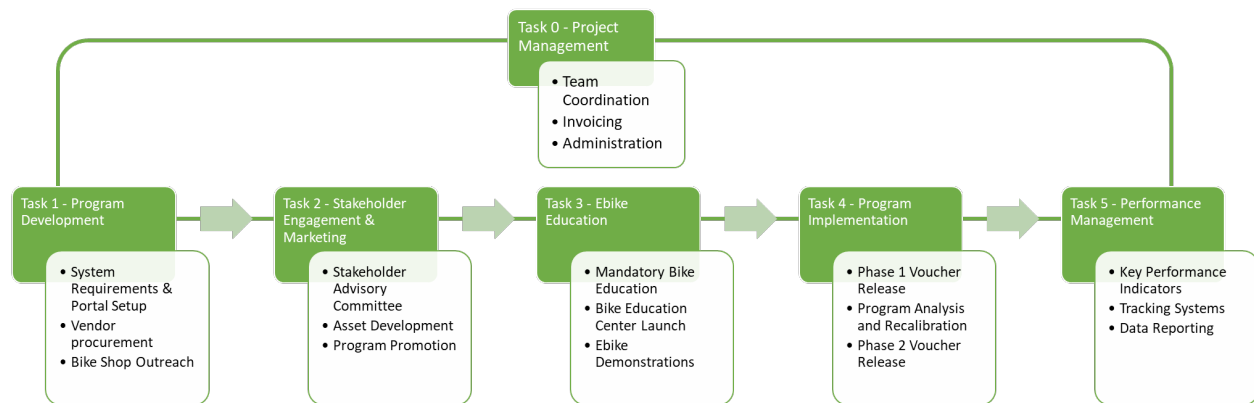 Task 0 - Project
Management
• Team
Coordination
• Invoicing
• Administration
Task 1 - Program
Development
• System
Requirements &
Portal Setup
• Vendor
procurement
• Bike Shop Outreach
Task 2 - Stakeholder
Engagement &
Marketing
• Stakeholder
Advisory
Committee
• Asset Development
• Program Promotion
Task 3 - Ebike
Education
• Mandatory Bike
Education
• Bike Education
Center Launch
• Ebike
Demonstrations
Task 4 - Program
Implementation
• Phase 1 Voucher
Release
• Program Analysis
and Recalibration
• Phase 2 Voucher
Release
Task 5 - Performance
Management
• Key Performance
Indicators
• Tracking Systems
• Data Reporting